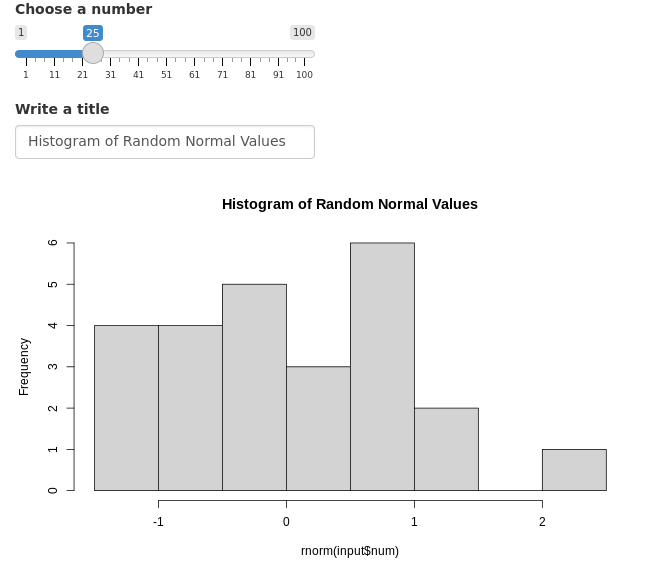 Choose a number
1 25 100
1 11 21 31 41 51 61 71 81 91 100
Write a title
Histogram of Random Normal Values
Histogram of Random Normal Values
6
5
4
3
2
1
0
Frequency
-1 0 1 2
rnorm(input$num)